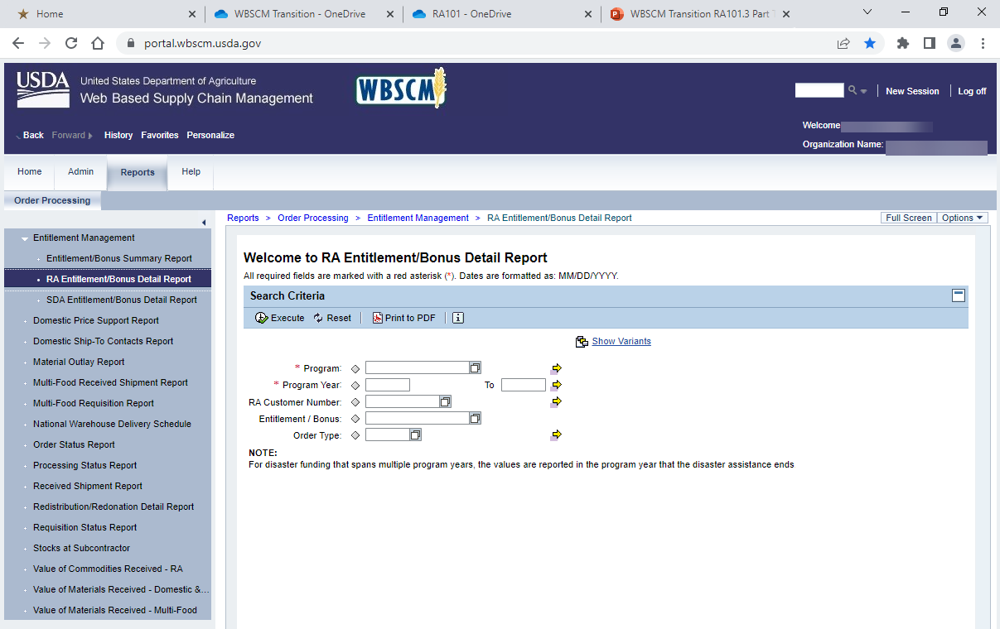 Home
WBSCM Transition - OneDrive
RA101 - OneDrive
WBSCM Transition RA101.3 Part
portal.wbscm.usda.gov
USDA
United States Department of Agriculture
Web Based Supply Chain Management
WBSCM
New Session
Log off
Back Forward History Favorites Personalize
Welcome
Organization Name:
Home Admin Reports Help
Order Processing
Entitlement Management
Entitlement/Bonus Summary Report
RA Entitlement/Bonus Detail Report
SDA Entitlement/Bonus Detail Report
Domestic Price Support Report
Domestic Ship-To Contacts Report
Material Outlay Report
Multi-Food Received Shipment Report
Multi-Food Requisition Report
National Warehouse Delivery Schedule
Order Status Report
Processing Status Report
Received Shipment Report
Redistribution/Redonation Detail Report
Requisition Status Report
Stocks at Subcontractor
Value of Commodities Received - RA
Value of Materials Received - Domestic &...
Value of Materials Received - Multi-Food
Reports > Order Processing > Entitlement Management > RA Entitlement/Bonus Detail Report
Full Screen Options
Welcome to RA Entitlement/Bonus Detail Report
All required fields are marked with a red asterisk (*). Dates are formatted as: MM/DD/YYYY.
Search Criteria
Execute Reset Print to PDF
Show Variants
* Program:
* Program Year: To
RA Customer Number:
Entitlement / Bonus:
Order Type:
NOTE:
For disaster funding that spans multiple program years, the values are reported in the program year that the disaster assistance ends